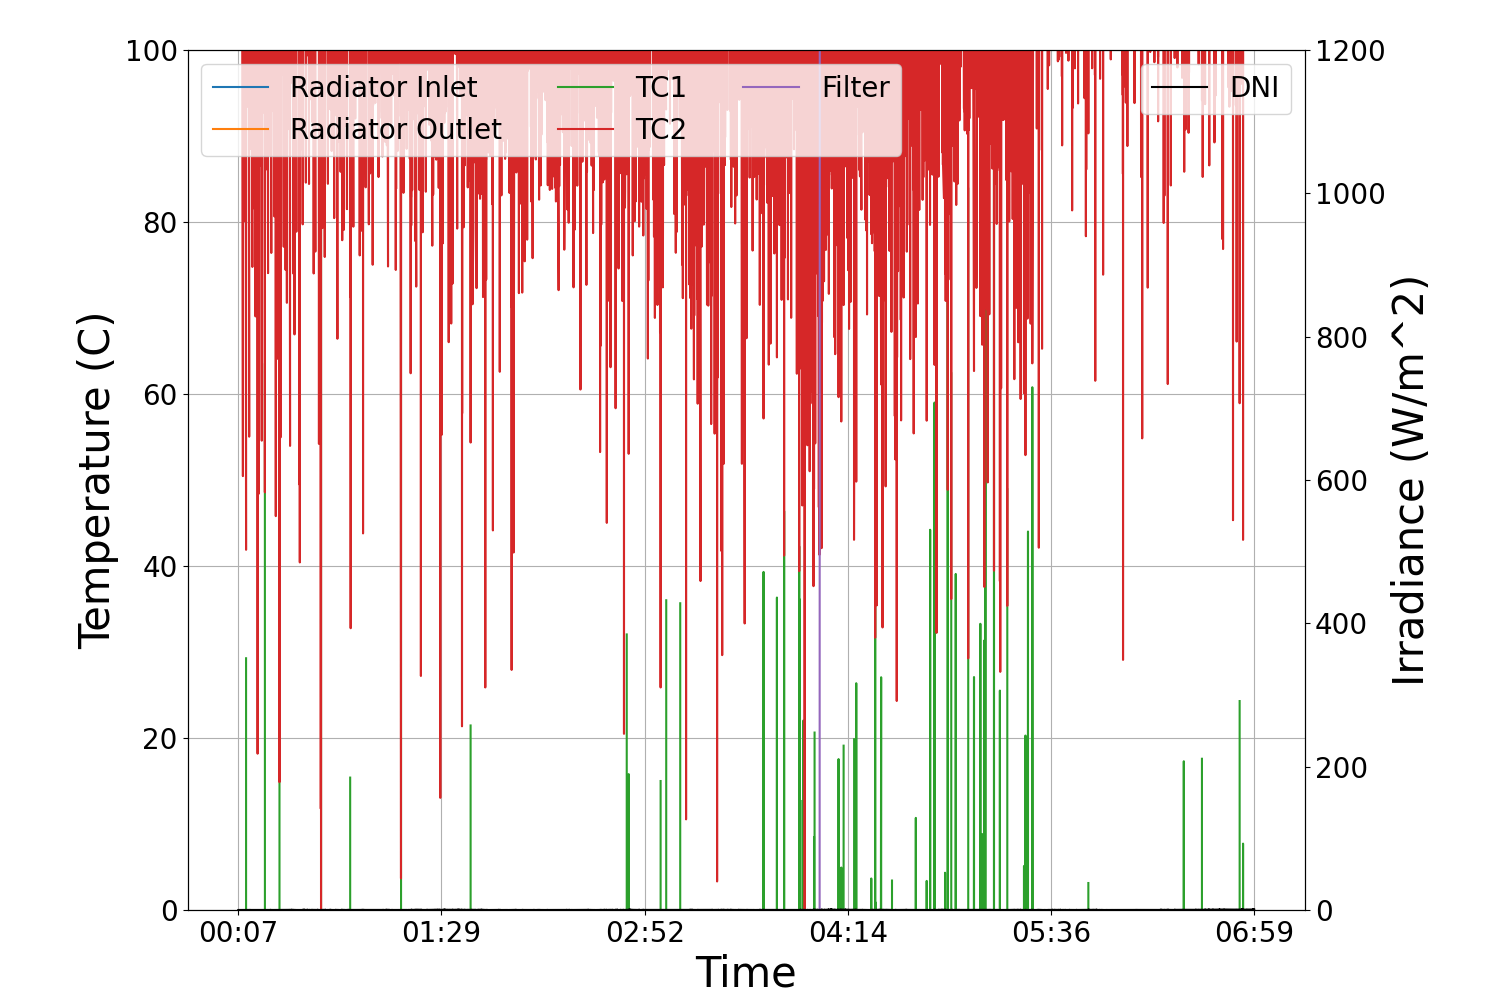 100
80
60
40
20
0
Temperature (C)
Radiator Inlet
Radiator Outlet
TC1
TC2
Filter
DNI
1200
1000
800
600
400
200
0
Irradiance (W/m^2)
00:07 01:29 02:52 04:14 05:36 06:59
Time